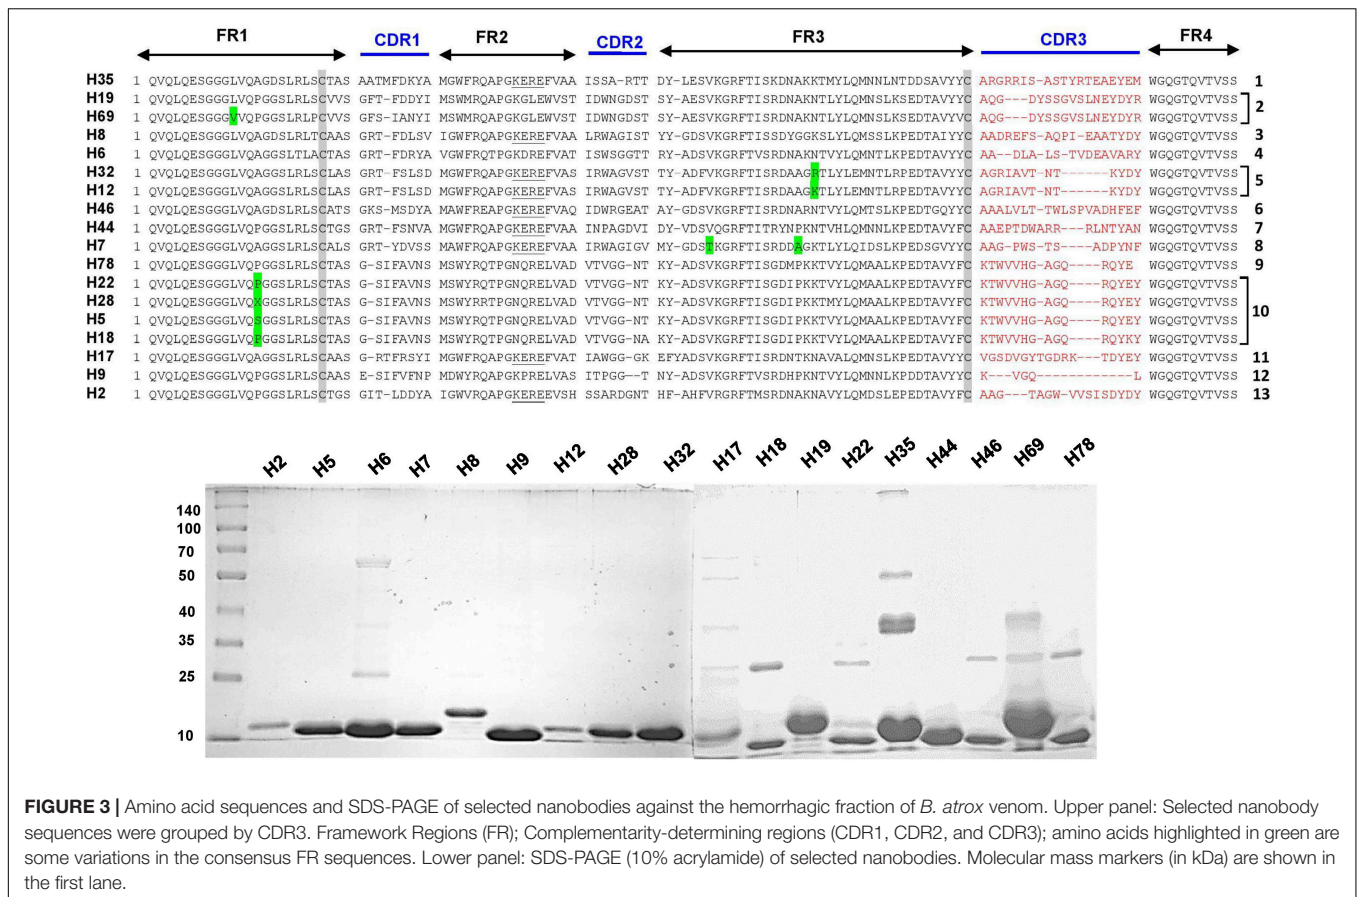 FR1 CDR1 FR2 CDR2 FR3 CDR3 FR4
H35 1 QVQLQESGGGLVQAGDSLRLSCTAS AATMFDKYA MGWFRQAPGKEREFVAA ISSA-RTT DY-LESVKGRFTISKDNAKKTMYLQMNNLNTDDSAVYYC ARGRRIS-ASTYRTEAEYEM WGQGTQVTVSS 1
H19 1 QVQLQESGGGLVQPGGSLRLSCVVS GFT-FDDYI MSWMRQAPGKGLEWVST IDWNGDST SY-AESVKGRFTISRDNAKNTLYLQMNSLKSEDTAVYYC AQG---DYSSGVSLNEYDYR WGQGTQVTVSS 2
H69 1 QVQLQESGGGVVQPGGSLRLSCVVS GFS-IANYI MSWMRQAPGKGLEWVST IDWNGDST SY-AESVKGRFTISRDNAKNTLYLQMNSLKSEDTAVYYC AQG---DYSSGVSLNEYDYR WGQGTQVTVSS
H8 1 QVQLQESGGGLVQAGGSLRLTCAAS GRT-FDLSV IGWFRQAPGKEREFVAA LRWAGIST YY-GDSVKGRFTISSDYGGKSLYLQMSSLKPEDTAIYYC AADREFS-AQPI-EAATYDY WGQGTQVTVSS 3
H6 1 QVQLQESGGGLVQAGGSLTLACAAS GRT-FDRYA VGWFRQTPGKDREFVAT ISWSGGTT RY-ADSVKGRFTVSRDNAKNTVYLQMNTLKPEDTAVYYC AA--DLA-LS-TVDEAVARY WGQGTQVTVSS 4
H32 1 QVQLQESGGGLVQAGGSLRLSCLAS GRT-FSLSD MGWFRQAPGKEREFVAS IRWAGVST TY-ADFVKGRFTISRDAAGRTLYLEMNTLRPEDTAVYYC AGRIAVT-NT------KYDY WGQGTQVTVSS 5
H12 1 QVQLQESGGGLVQAGGSLRLSCLAS GRT-FSLSD MGWFRQAPGKEREFVAS IRWAGVST TY-ADFVKGRFTISRDAAGKTLYLEMNTLRPEDTAVYYC AGRIAVT-NT------KYDY WGQGTQVTVSS
H46 1 QVQLQESGGGLVQAGDSLRLSCATS GKS-MSDYA MAWFREAPGKEREFVAQ IDWRGEAT AY-GDSVKGRFTISRDNARNTVYLQMTSLKPEDTGQYYC AAALVLT-TWLSPVADHFEF WGQGTQVTVSS 6
H44 1 QVQLQESGGGLVQAGGSLRLSCTGS GRT-FSNVA MGWFRQAPGKEREFVAA INPAGDVI YD-VDSVQGRFTITRYNPKNTVHLQMNTLKPEDTAVYYC AAEPTDWARR---RLNTYAN WGQGTQVTVSS 7
H7 1 QVQLQESGGGLVQAGGSLRLSCALS GRT-YDVSS MAWFRQAPGKEREFVAA IRWAGIGV MY-GDSTKGRFTISRDDAGKTLYLQIDSLKPEDSGVYYC AAG-PWS-TS----ADPYNF WGQGTQVTVSS 8
H78 1 QVQLQESGGGLVQPGGSLRLSCTAS G-SIFAVNS MSWYRQTPGNQRELVAD VTVGG-NT KY-ADSVKGRFTISGDMPKNTVYLQMAALKPEDTAVYFC KTWVVHG-AGQ----RQYE WGQGTQVTVSS 9
H22 1 QVQLQESGGGLVQPGGSLRLSCTAS G-SIFAVNS MSWYRQTPGNQRELVAD VTVGG-NT KY-ADSVKGRFTISGDIPKNTVYLQMAALKPEDTAVYFC KTWVVHG-AGQ----RQYEY WGQGTQVTVSS
H28 1 QVQLQESGGGLVQXGGSLRLSCTAS G-SIFAVNS MSWYRRTPGNQRELVAD VTVGG-NT KY-ADSVKGRFTISGDIPKKTVYLQMAALKPEDTAVYFC KTWVVHG-AGQ----RQYEY WGQGTQVTVSS 10
H5 1 QVQLQESGGGLVQSGGSLRLSCTAS G-SIFAVNS MSWYRQTPGNQRELVAD VTVGG-NT KY-ADSVKGRFTISGDIPKKTVYLQMAALKPEDTAVYFC KTWVVHG-AGQ----RQYEY WGQGTQVTVSS
H18 1 QVQLQESGGGLVQPGGSLRLSCTAS G-SIFAVNS MSWYRQTPGNQRELVAD VTVGG-NA KY-ADSVKGRFTISGDIPKKTVYLQMAALKPEDTAVYFC KTWVVHG-AGQ----RQYKY WGQGTQVTVSS
H17 1 QVQLQESGGGLVQAGGSLRLSCAAS G-RTFRSYI MGWFRQAPGKEREFVAT IAWGG-GK EFYADSVKGRFTISRDNTKNAVALQMNSLKPEDTAVYYC VGSDVGYTGDRK--TDYEY WGQGTQVTVSS 11
H9 1 QVQLQESGGGLVQPGGSLRLSCAAS E-SIFVFNP MDWYRQAPGKPRELVAS ITPGG--T NY-ADSVKGRFTVSRDHPKNTVYLQMNSLKPDDTAVYYC K---VGQ------------L WGQGTQVTVSS 12
H2 1 QVQLQESGGGLVQPGGSLRLSCTGS GIT-LDDYA IGWVRQAPGKEREEVSH SSARDGNT HF-AHFVRGRFTMSRDNAKNAVYLQMDSLEPEDTAVYFC AAG---TAGW-VVSISDYDY WGQGTQVTVSS 13
H2 H5 H6 H7 H8 H9 H12 H28 H32 H17 H18 H19 H22 H35 H44 H46 H69 H78
140
100
70
50
40
35
25
10
FIGURE 3 | Amino acid sequences and SDS-PAGE of selected nanobodies against the hemorrhagic fraction of B. atrox venom. Upper panel: Selected nanobody
sequences were grouped by CDR3. Framework Regions (FR); Complementarity-determining regions (CDR1, CDR2, and CDR3); amino acids highlighted in green are
some variations in the consensus FR sequences. Lower panel: SDS-PAGE (10% acrylamide) of selected nanobodies. Molecular mass markers (in kDa) are shown in
the first lane.